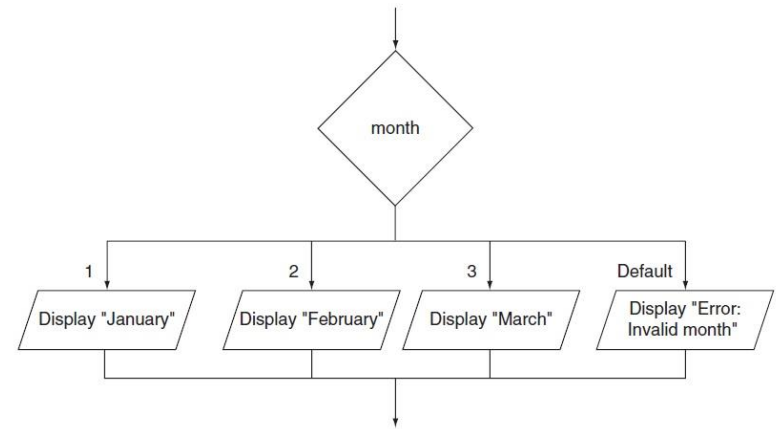 month
1
2
3
Default
Display "January"
Display "February"
Display "March"
Display "Error:
Invalid month"